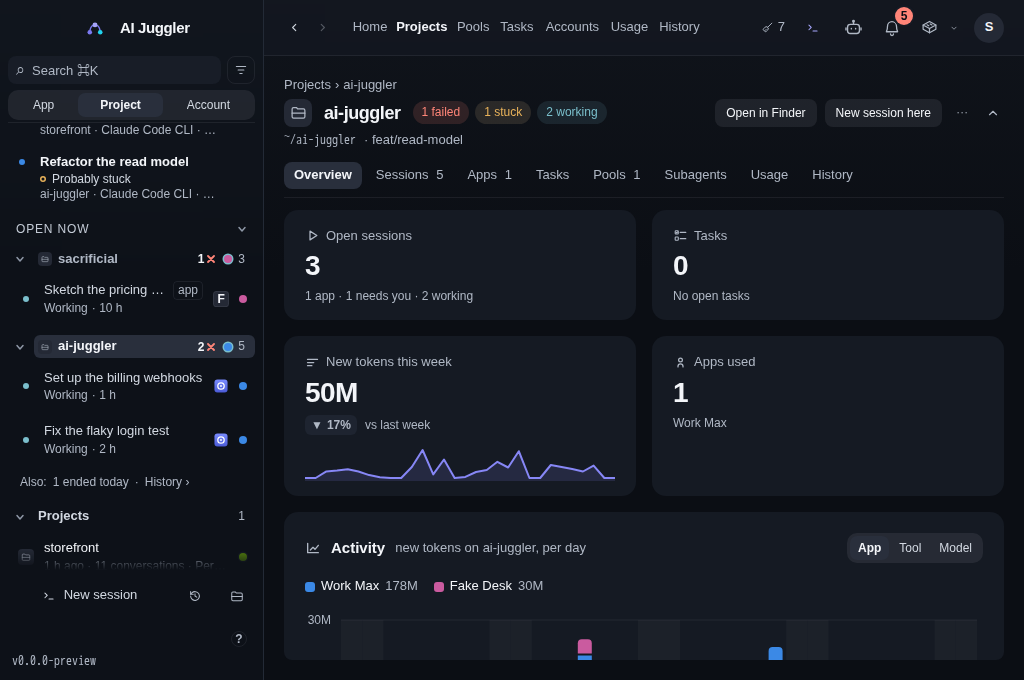 AI Juggler
Search ⌘K
App Project Account
storefront · Claude Code CLI · …
Refactor the read model
Probably stuck
ai-juggler · Claude Code CLI · …
OPEN NOW
sacrificial 1 3
Sketch the pricing … app F
Working · 10 h
ai-juggler 2 5
Set up the billing webhooks
Working · 1 h
Fix the flaky login test
Working · 2 h
Also: 1 ended today · History ›
Projects 1
storefront
1 h ago · 11 conversations · Per…
New session
?
v0.0.0-preview
Home Projects Pools Tasks Accounts Usage History 7 5 S
Projects › ai-juggler
ai-juggler 1 failed 1 stuck 2 working Open in Finder New session here ···
~/ai-juggler · feat/read-model
Overview Sessions 5 Apps 1 Tasks Pools 1 Subagents Usage History
Open sessions
3
1 app · 1 needs you · 2 working
Tasks
0
No open tasks
New tokens this week
50M
▼ 17% vs last week
Apps used
1
Work Max
Activity new tokens on ai-juggler, per day App Tool Model
Work Max 178M Fake Desk 30M
30M